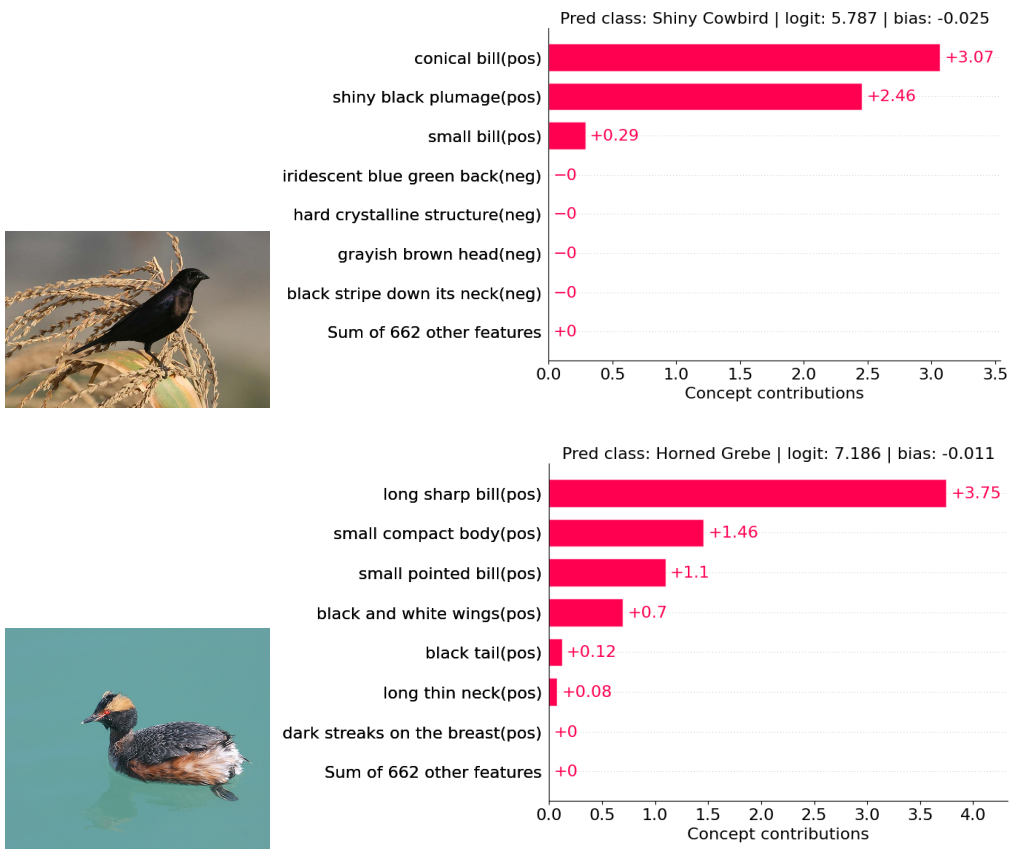 Pred class: Shiny Cowbird | logit: 5.787 | bias: -0.025
conical bill(pos)
+3.07
shiny black plumage(pos)
+2.46
small bill(pos)
+0.29
iridescent blue green back(neg)
−0
hard crystalline structure(neg)
−0
grayish brown head(neg)
−0
black stripe down its neck(neg)
−0
Sum of 662 other features
+0
0.0 0.5 1.0 1.5 2.0 2.5 3.0 3.5
Concept contributions
Pred class: Horned Grebe | logit: 7.186 | bias: -0.011
long sharp bill(pos)
+3.75
small compact body(pos)
+1.46
small pointed bill(pos)
+1.1
black and white wings(pos)
+0.7
black tail(pos)
+0.12
long thin neck(pos)
+0.08
dark streaks on the breast(pos)
+0
Sum of 662 other features
+0
0.0 0.5 1.0 1.5 2.0 2.5 3.0 3.5 4.0
Concept contributions